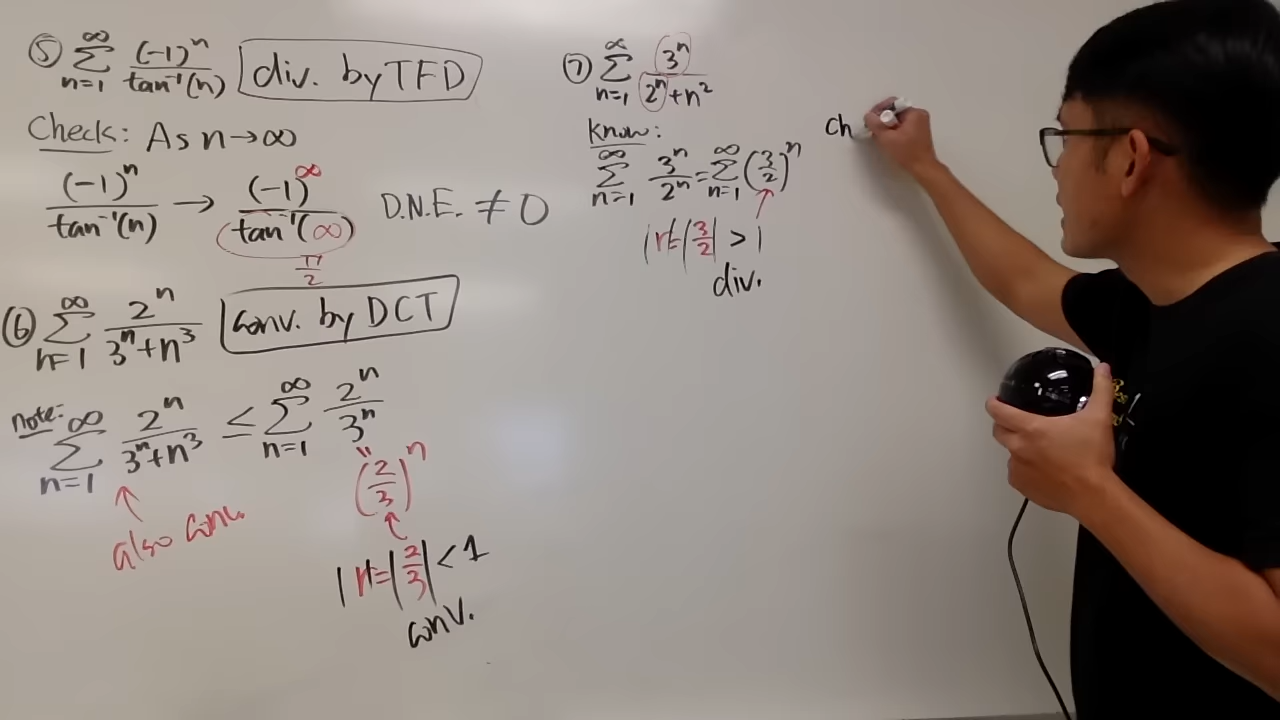 ⑤ ∞∑n=1 (-1)^n / tan⁻¹(n) div. by TFD
Check: As n→∞
(-1)^n / tan⁻¹(n) → (-1)^∞ / tan⁻¹(∞) D.N.E. ≠ 0
π/2
⑥ ∞∑n=1 2^n / 3^n+n^3 conv. by DCT
note: ∞∑n=1 2^n / 3^n+n^3 ≤ ∞∑n=1 2^n / 3^n
"
(2/3)^n
also conv.
|r|=|2/3| < 1
conv.
⑦ ∞∑n=1 3^n / 2^n+n^2
Know:
∞∑n=1 3^n / 2^n = ∞∑n=1 (3/2)^n
|r|=|3/2| > 1
div.
Ch